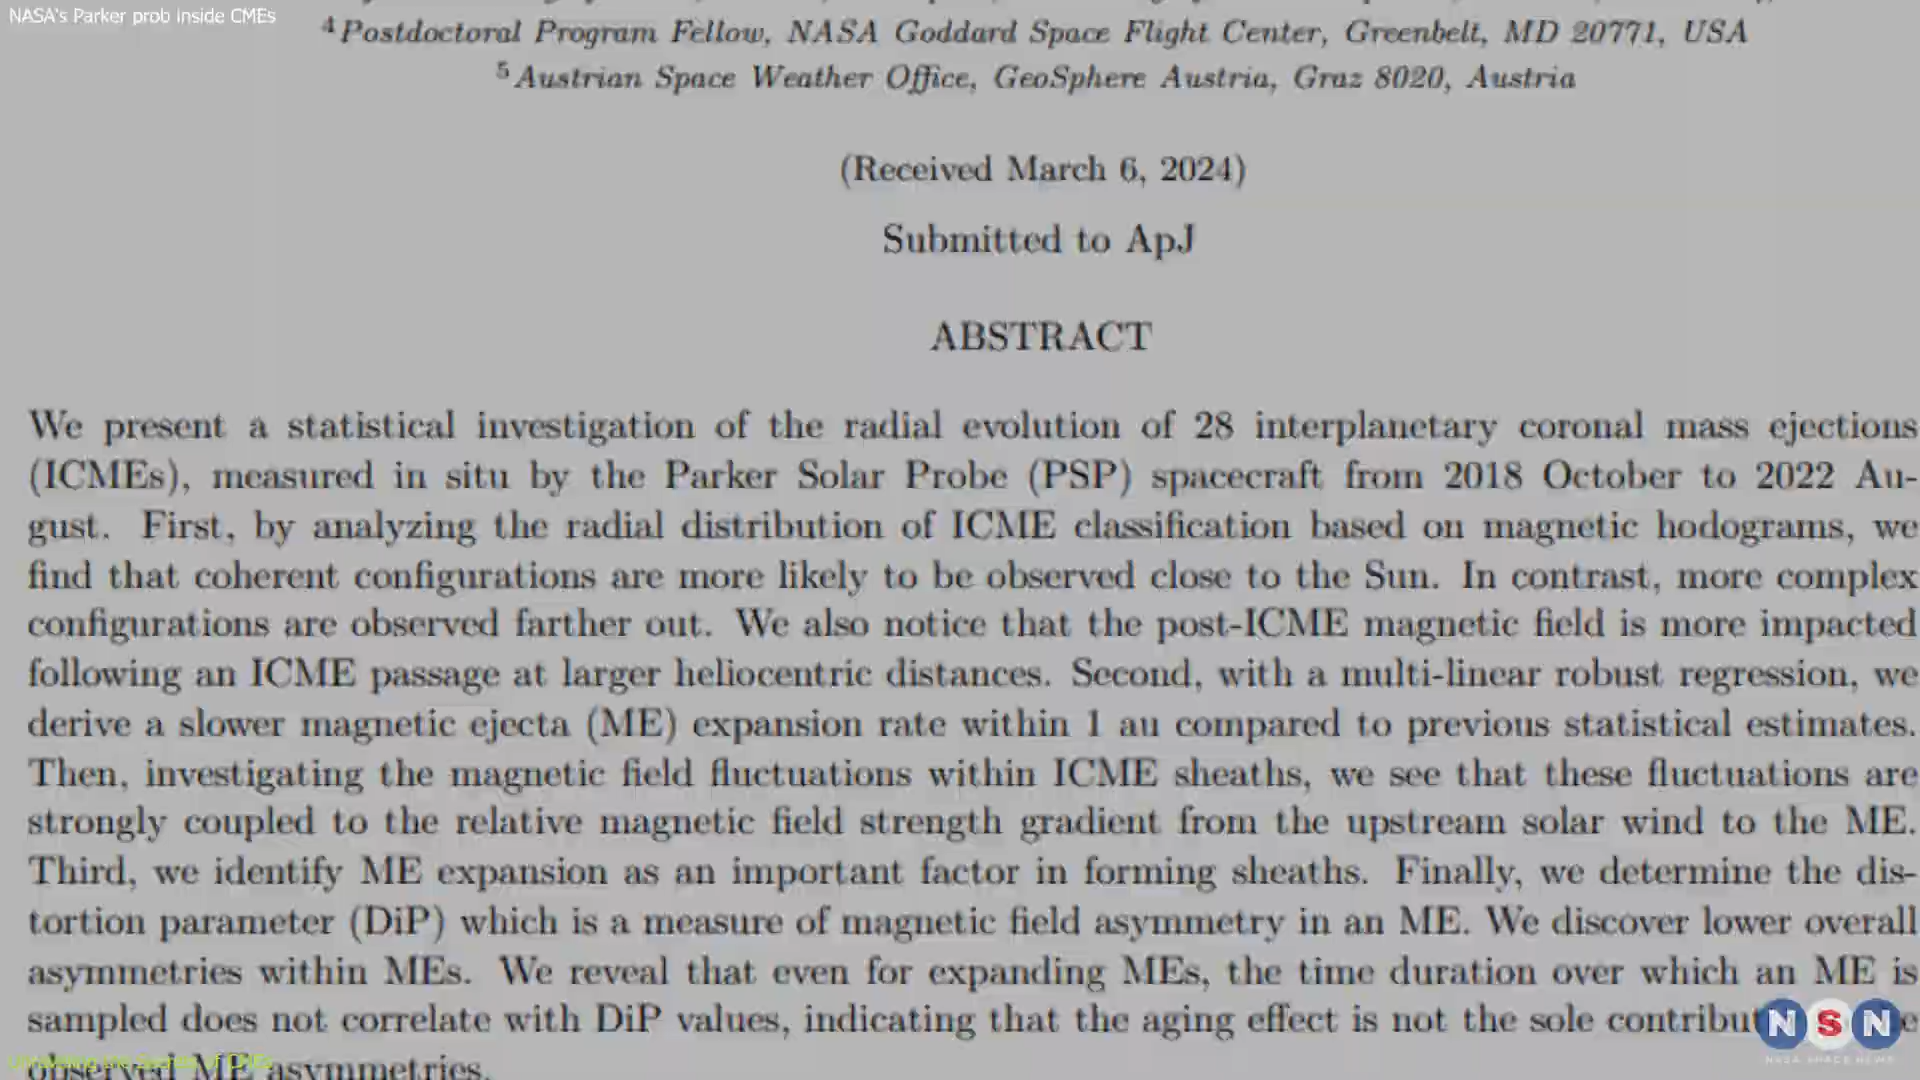 NASA's Parker prob inside CMEs
⁴Postdoctoral Program Fellow, NASA Goddard Space Flight Center, Greenbelt, MD 20771, USA
⁵Austrian Space Weather Office, GeoSphere Austria, Graz 8020, Austria
(Received March 6, 2024)
Submitted to ApJ
ABSTRACT
We present a statistical investigation of the radial evolution of 28 interplanetary coronal mass ejections
(ICMEs), measured in situ by the Parker Solar Probe (PSP) spacecraft from 2018 October to 2022 Au-
gust. First, by analyzing the radial distribution of ICME classification based on magnetic hodograms, we
find that coherent configurations are more likely to be observed close to the Sun. In contrast, more complex
configurations are observed farther out. We also notice that the post-ICME magnetic field is more impacted
following an ICME passage at larger heliocentric distances. Second, with a multi-linear robust regression, we
derive a slower magnetic ejecta (ME) expansion rate within 1 au compared to previous statistical estimates.
Then, investigating the magnetic field fluctuations within ICME sheaths, we see that these fluctuations are
strongly coupled to the relative magnetic field strength gradient from the upstream solar wind to the ME.
Third, we identify ME expansion as an important factor in forming sheaths. Finally, we determine the dis-
tortion parameter (DiP) which is a measure of magnetic field asymmetry in an ME. We discover lower overall
asymmetries within MEs. We reveal that even for expanding MEs, the time duration over which an ME is
sampled does not correlate with DiP values, indicating that the aging effect is not the sole
NSN
NASA SPACE NEWS
Unraveling the Secrets of CMEs
observed ME asymmetries.